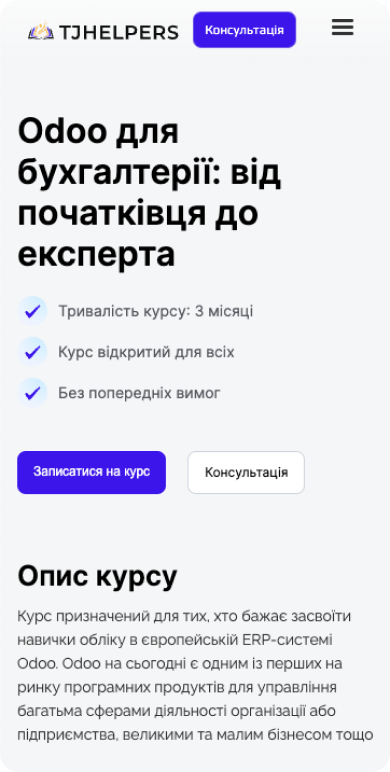 TJHELPERS
Консультація
Odoo для
бухгалтерії: від
початківця до
експерта
Тривалість курсу: 3 місяці
Курс відкритий для всіх
Без попередніх вимог
Записатися на курс
Консультація
Опис курсу
Курс призначений для тих, хто бажає засвоїти
навички обліку в європейській ERP-системі
Odoo. Odoo на сьогодні є одним із перших на
ринку програмних продуктів для управління
багатьма сферами діяльності організації або
підприємства, великими та малим бізнесом тощо